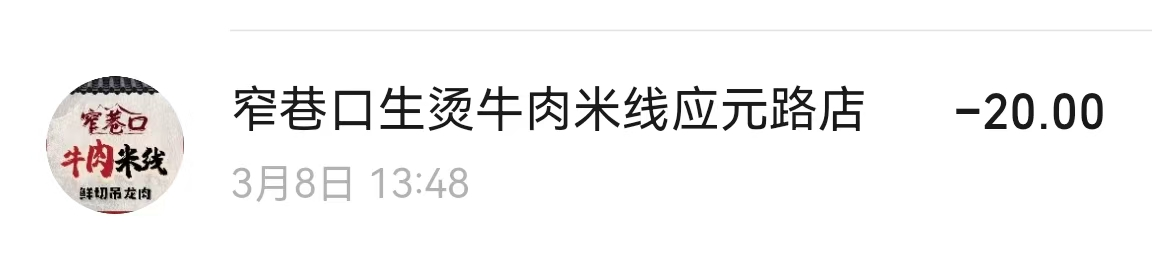 窄巷口
牛肉米线
鲜切吊龙肉
窄巷口生烫牛肉米线应元路店
-20.00
3月8日 13:48